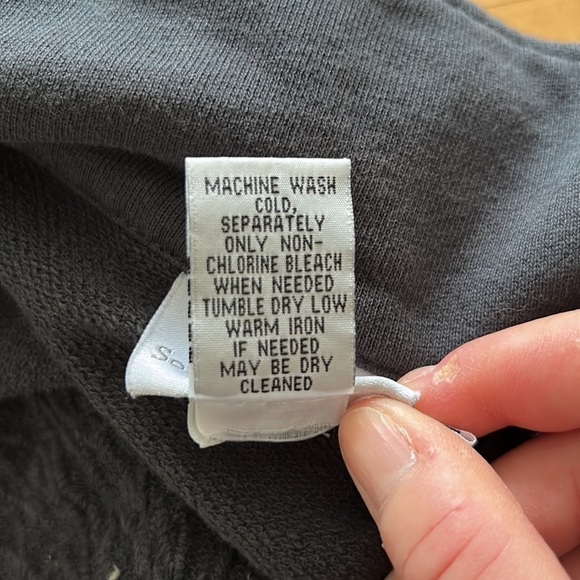 MACHINE WASH
COLD,
SEPARATELY
ONLY NON-
CHLORINE BLEACH
WHEN NEEDED
TUMBLE DRY LOW
WARM IRON
IF NEEDED
MAY BE DRY
CLEANED